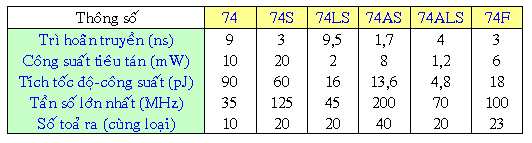 Thông số 74 74S 74LS 74AS 74ALS 74F
Trì hoãn truyền (ns) 9 3 9,5 1,7 4 3
Công suất tiêu tán (mW) 10 20 2 8 1,2 6
Tích tốc độ-công suất (pJ) 90 60 16 13,6 4,8 18
Tần số lớn nhất (MHz) 35 125 45 200 70 100
Số toả ra (cùng loại) 10 20 20 40 20 23